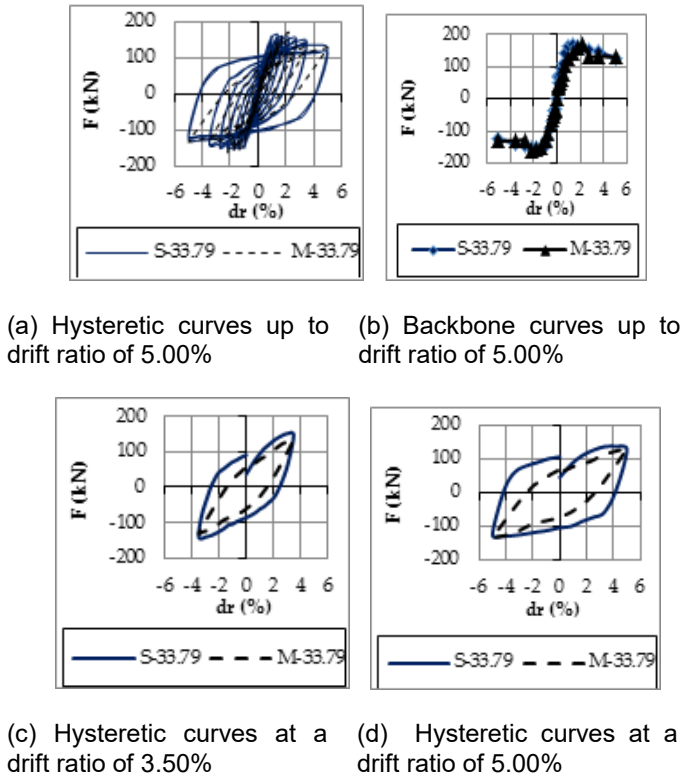 200
100
0
-100
-200
F (kN)
-6 -4 -2 0 2 4 6
dr (%)
S-33.79 M-33.79
200
100
0
-100
-200
F (kN)
-6 -4 -2 0 2 4 6
dr (%)
S-33.79 M-33.79
(a) Hysteretic curves up to
drift ratio of 5.00%
(b) Backbone curves up to
drift ratio of 5.00%
200
100
0
-100
-200
F (kN)
-6 -4 -2 0 2 4 6
dr (%)
S-33.79 M-33.79
200
100
0
-100
-200
F (kN)
-6 -4 -2 0 2 4 6
dr (%)
S-33.79 M-33.79
(c) Hysteretic curves at a
drift ratio of 3.50%
(d) Hysteretic curves at a
drift ratio of 5.00%